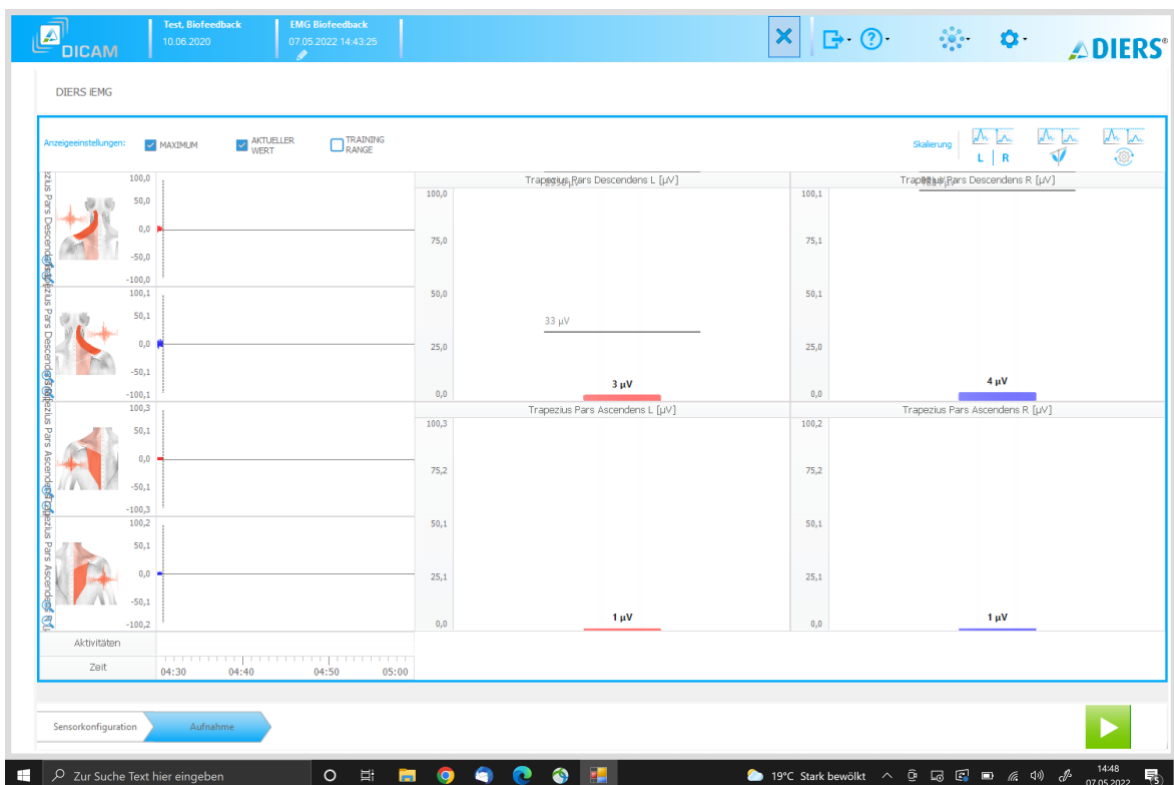 DICAM
Test, Biofeedback
10.06.2020
EMG Biofeedback
07.05.2022 14:43:25
DIERS®
DIERS iEMG
Anzeigeeinstellungen:
MAXIMUM
AKTUELLER
WERT
TRAINING
RANGE
Skalierung
L | R
100,0
50,0
0,0
-50,0
-100,0
100,1
50,1
0,0
-50,1
-100,1
100,3
50,1
0,0
-50,1
-100,3
100,2
50,1
0,0
-50,1
-100,2
Trapezius Pars Descendens L [µV]
100,0
75,0
50,0
25,0
0,0
33 µV
3 µV
Trapezius Pars Descendens R [µV]
100,1
75,1
50,1
25,0
0,0
4 µV
Trapezius Pars Ascendens L [µV]
100,3
75,2
50,1
25,1
0,0
1 µV
Trapezius Pars Ascendens R [µV]
100,2
75,2
50,1
25,1
0,0
1 µV
Aktivitäten
Zeit
04:30 04:40 04:50 05:00
Sensorkonfiguration
Aufnahme
Zur Suche Text hier eingeben
19°C Stark bewölkt
14:48
07.05.2022
5